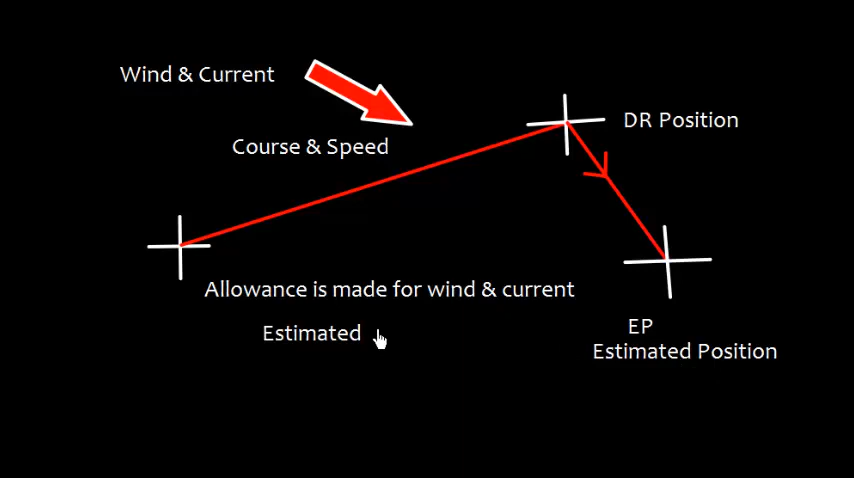 Wind & Current
DR Position
Course & Speed
Allowance is made for wind & current
Estimated
EP
Estimated Position